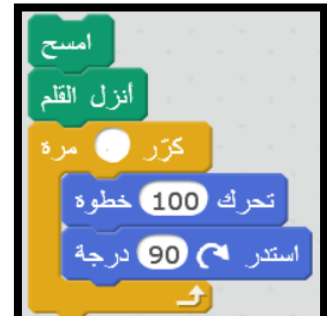 امسح
أنزل القلم
كرّر مرة
تحرك 100 خطوة
استدر 90 درجة